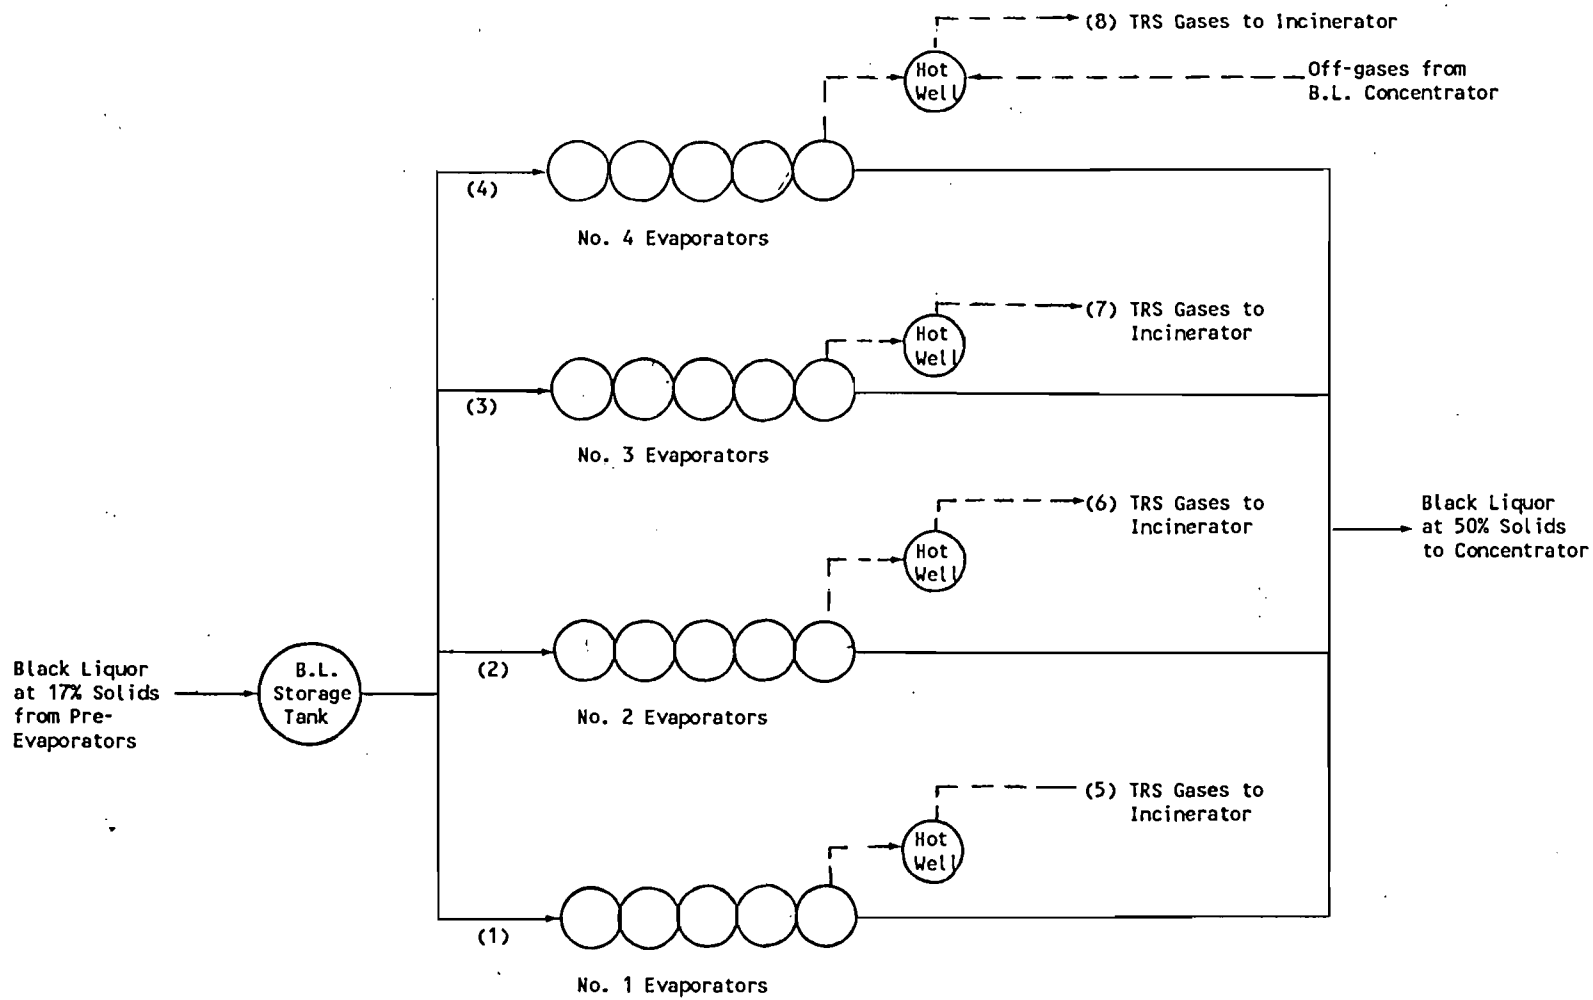 (8) TRS Gases to Incinerator
Hot
Well
Off-gases from
B.L. Concentrator
(4)
No. 4 Evaporators
(7) TRS Gases to
Incinerator
Hot
Well
(3)
No. 3 Evaporators
(6) TRS Gases to
Incinerator
Hot
Well
Black Liquor
at 50% Solids
to Concentrator
Black Liquor
at 17% Solids
from Pre-
Evaporators
B.L.
Storage
Tank
(2)
No. 2 Evaporators
(5) TRS Gases to
Incinerator
Hot
Well
(1)
No. 1 Evaporators